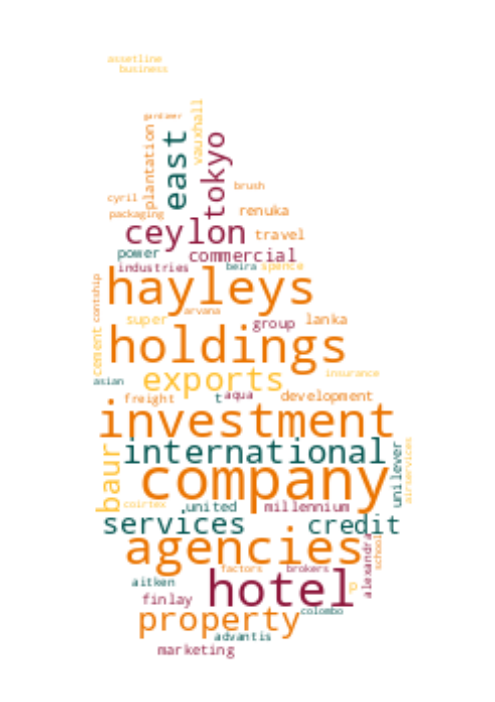 assetline
business
gantzer
vauxhall
plantation
east
tokyo
brush
cyril
renuka
packaging
ceylon
travel
power
commercial
industries
beira
spence
hayleys
contship
arvana
super
group
lanka
cement
holdings
insurance
exports
asian
freight
t
aqua
development
investment
international
baur
unilever
airservices
company
coirtex
united
millennium
services
credit
agencies
alexandra
school
factors
brokers
aitken
hotel
p
finlay
colombo
property
advantis
marketing